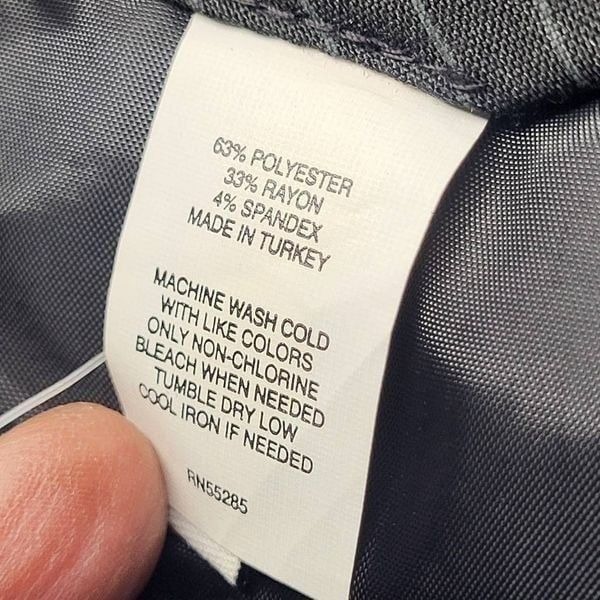 63% POLYESTER
33% RAYON
4% SPANDEX
MADE IN TURKEY
MACHINE WASH COLD
WITH LIKE COLORS
ONLY NON-CHLORINE
BLEACH WHEN NEEDED
TUMBLE DRY LOW
COOL IRON IF NEEDED
RN55285